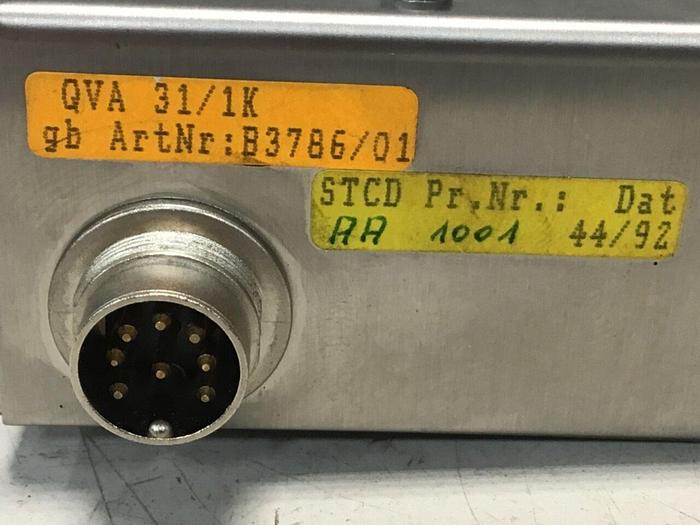 QVA 31/1K
gb ArtNr:B3786/01
STCD Pr.Nr.: Dat
AA 1001 44/92